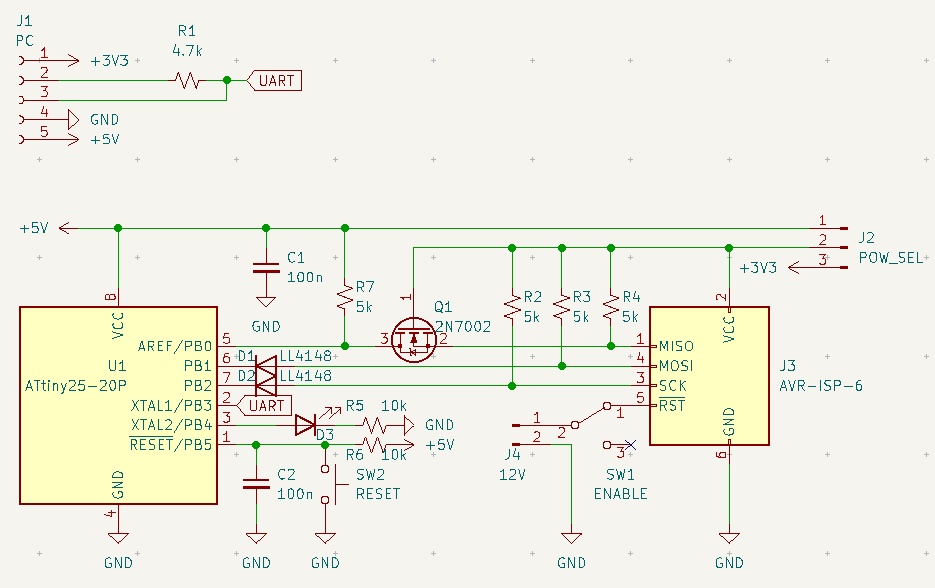 J1
PC
1 +3V3
2
3
4 GND
5 +5V
R1
4.7k
UART
+5V
1
2
3
+3V3
J2
POW_SEL
C1
100n
GND
R7
5k
1
Q1
2N7002
3
2
R2
5k
R3
5k
R4
5k
8
VCC
U1
ATtiny25-20P
AREF/PB0 5
PB1 6
PB2 7
XTAL1/PB3 2
XTAL2/PB4 3
RESET/PB5 1
GND
4
GND
D1 LL4148
D2 LL4148
UART
D3
R5 10k
GND
+5V
R6 10k
C2
100n
GND
SW2
RESET
GND
2
VCC
1 MISO
4 MOSI
3 SCK
5 RST
GND
6
GND
J3
AVR-ISP-6
1
2
J4
12V
2
1
3
SW1
ENABLE
GND